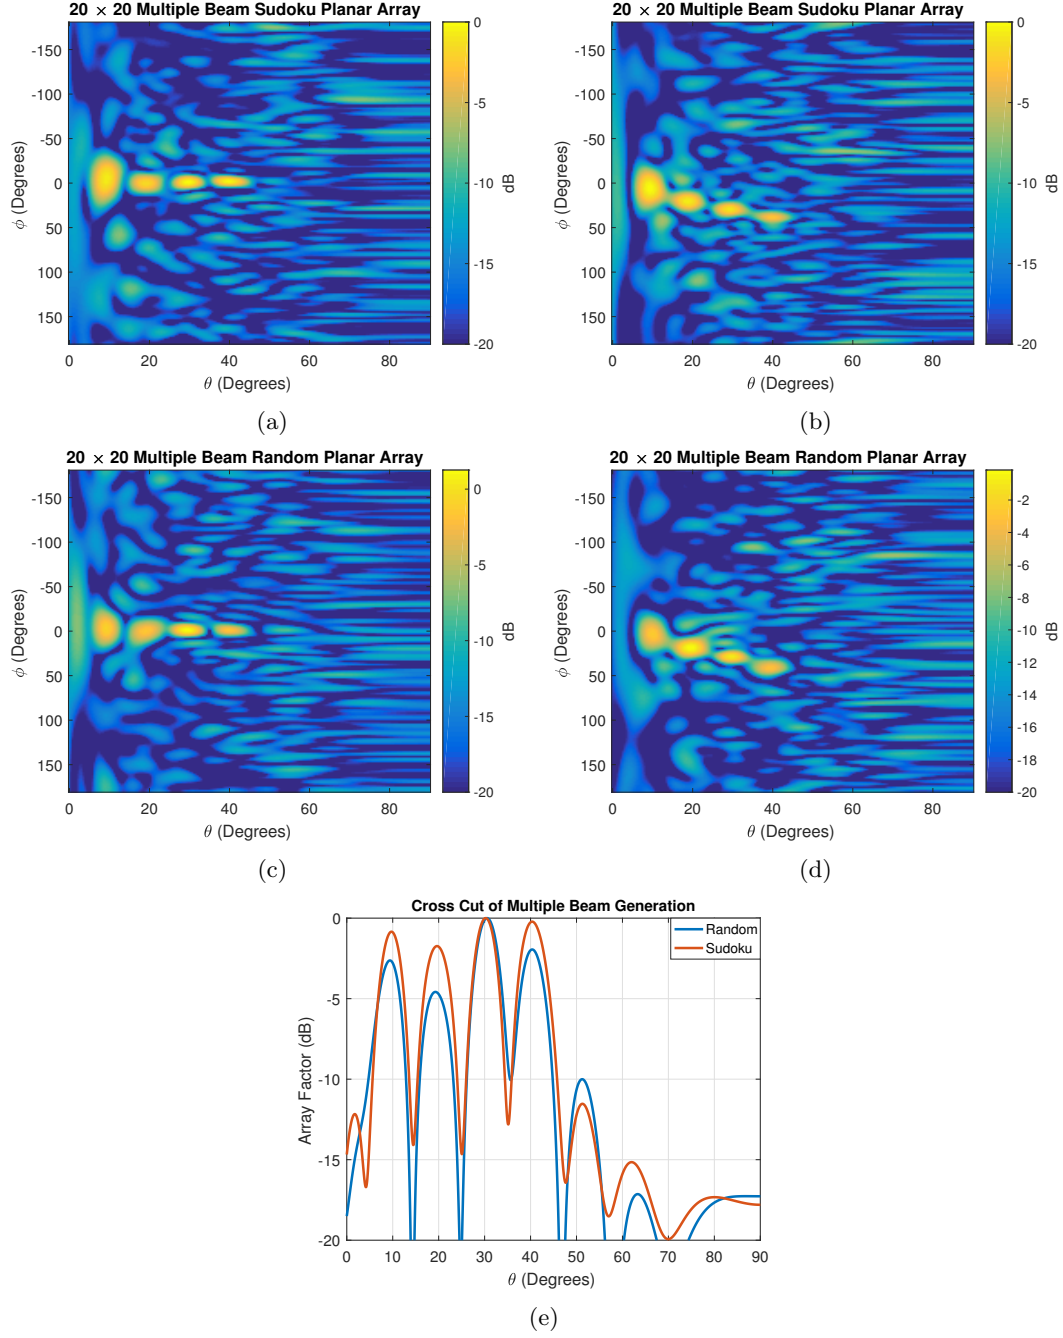 20 × 20 Multiple Beam Sudoku Planar Array
-150
-100
-50
0
50
100
150
ϕ (Degrees)
0 20 40 60 80
θ (Degrees)
0
-5
-10
-15
-20
dB
(a)
20 × 20 Multiple Beam Sudoku Planar Array
-150
-100
-50
0
50
100
150
ϕ (Degrees)
0 20 40 60 80
θ (Degrees)
0
-5
-10
-15
-20
dB
(b)
20 × 20 Multiple Beam Random Planar Array
-150
-100
-50
0
50
100
150
ϕ (Degrees)
0 20 40 60 80
θ (Degrees)
0
-5
-10
-15
-20
dB
(c)
20 × 20 Multiple Beam Random Planar Array
-150
-100
-50
0
50
100
150
ϕ (Degrees)
0 20 40 60 80
θ (Degrees)
-2
-4
-6
-8
-10
-12
-14
-16
-18
-20
dB
(d)
Cross Cut of Multiple Beam Generation
0
-5
-10
-15
-20
Array Factor (dB)
Random
Sudoku
0 10 20 30 40 50 60 70 80 90
θ (Degrees)
(e)